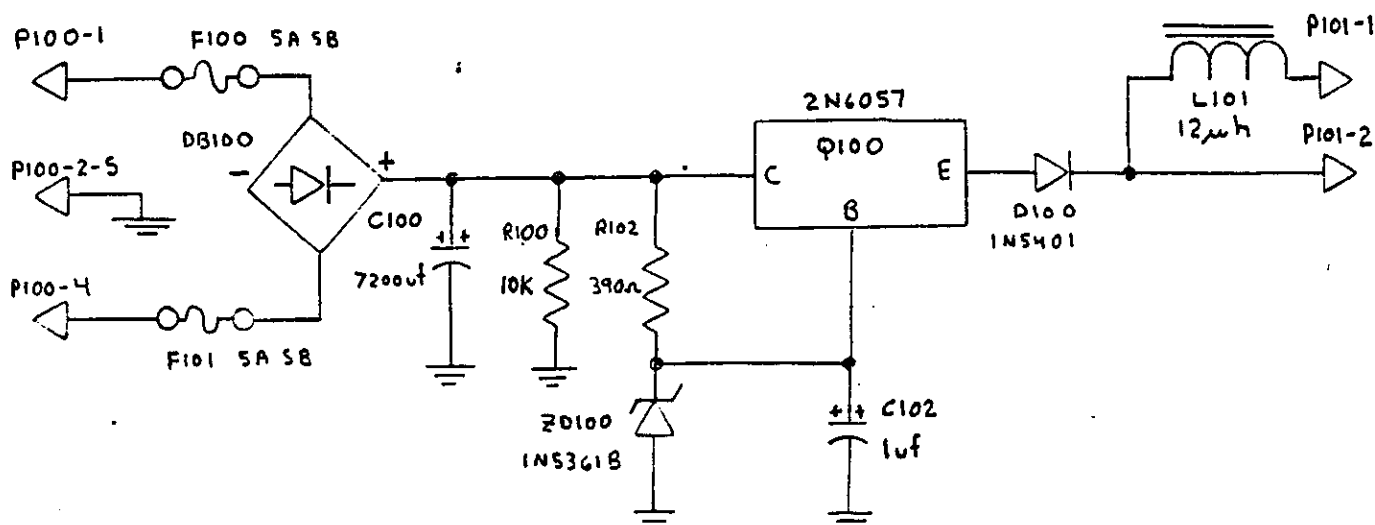 P100-1
F100 5A SB
P101-1
2N6057
L101
12µh
DB100
Q100
P101-2
P100-2-5
-
+
C
E
B
C100
R100
R102
D100
1N5401
7200uf
10K
390Ω
P100-4
F101 5A SB
+ +
+ +
C102
1uf
ZD100
1N5361B